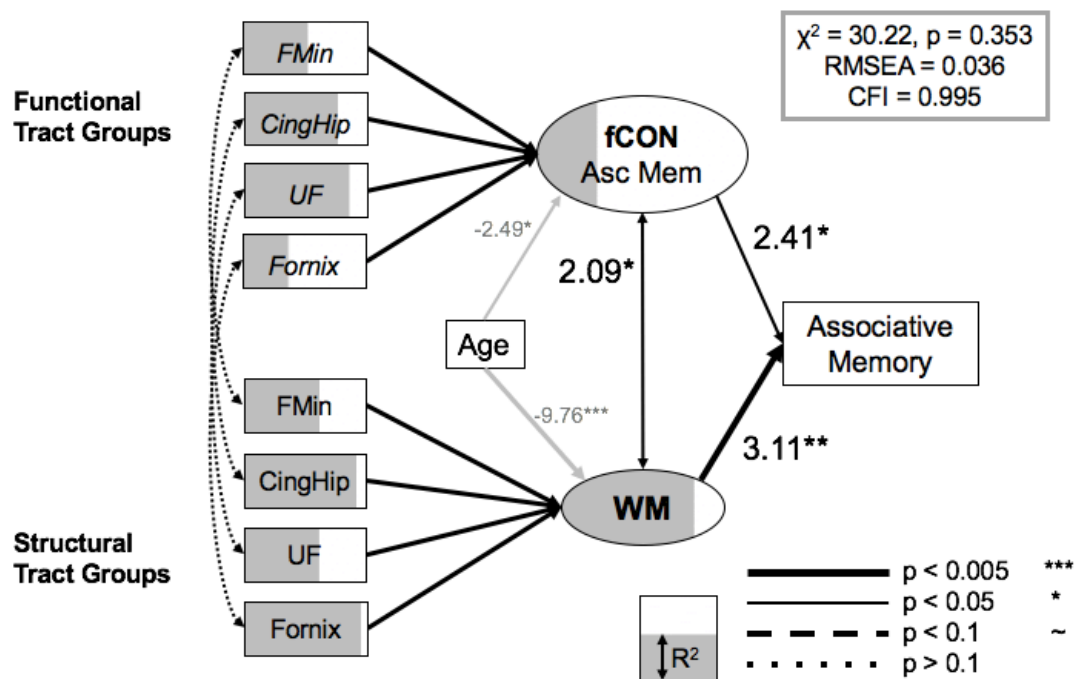 χ² = 30.22, p = 0.353
RMSEA = 0.036
CFI = 0.995
Functional
Tract Groups
FMin
CingHip
UF
Fornix
fCON
Asc Mem
-2.49*
2.09*
2.41*
Age
Associative
Memory
-9.76***
3.11**
WM
Structural
Tract Groups
FMin
CingHip
UF
Fornix
R²
p < 0.005 ***
p < 0.05 *
p < 0.1 ~
p > 0.1